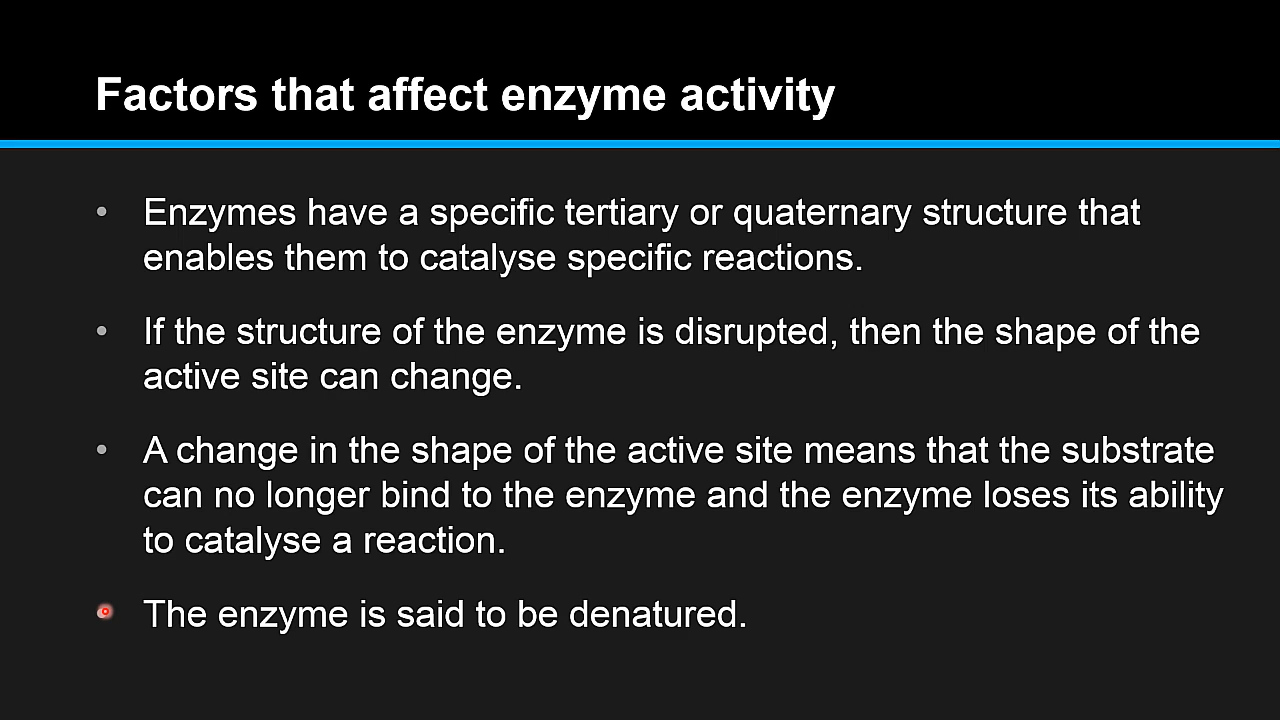 Factors that affect enzyme activity
• Enzymes have a specific tertiary or quaternary structure that
enables them to catalyse specific reactions.
• If the structure of the enzyme is disrupted, then the shape of the
active site can change.
• A change in the shape of the active site means that the substrate
can no longer bind to the enzyme and the enzyme loses its ability
to catalyse a reaction.
• The enzyme is said to be denatured.